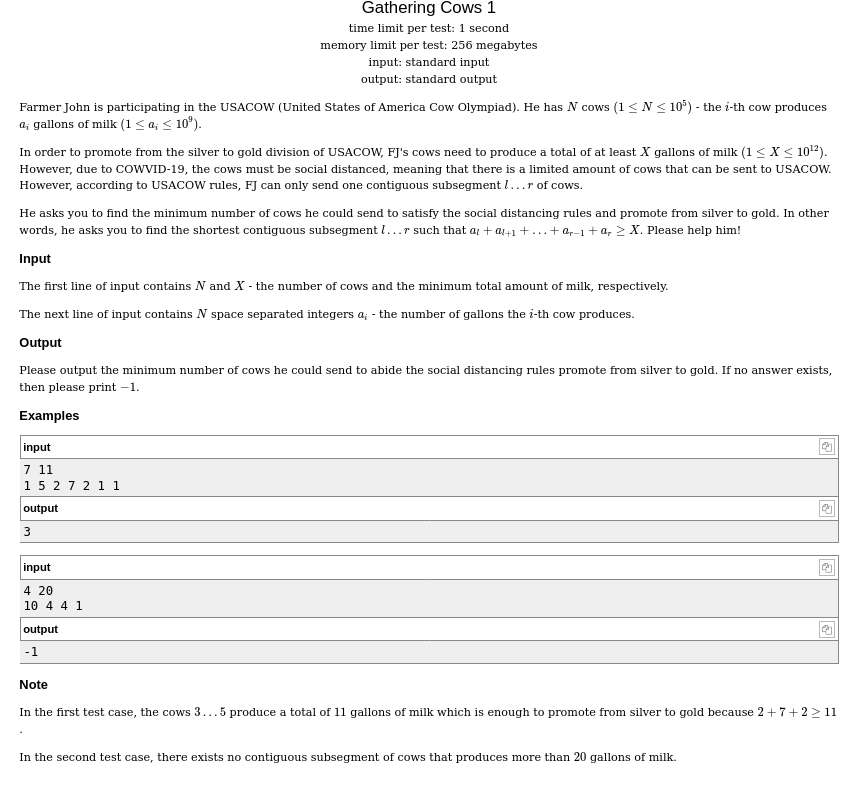 Gathering Cows 1
time limit per test: 1 second
memory limit per test: 256 megabytes
input: standard input
output: standard output
Farmer John is participating in the USACOW (United States of America Cow Olympiad). He has N cows (1 ≤ N ≤ 10^5) - the i-th cow produces
a_i gallons of milk (1 ≤ a_i ≤ 10^9).
In order to promote from the silver to gold division of USACOW, FJ's cows need to produce a total of at least X gallons of milk (1 ≤ X ≤ 10^12).
However, due to COWVID-19, the cows must be social distanced, meaning that there is a limited amount of cows that can be sent to USACOW.
However, according to USACOW rules, FJ can only send one contiguous subsegment l…r of cows.
He asks you to find the minimum number of cows he could send to satisfy the social distancing rules and promote from silver to gold. In other
words, he asks you to find the shortest contiguous subsegment l…r such that a_l + a_{l+1} + … + a_{r−1} + a_r ≥ X. Please help him!
Input
The first line of input contains N and X - the number of cows and the minimum total amount of milk, respectively.
The next line of input contains N space separated integers a_i - the number of gallons the i-th cow produces.
Output
Please output the minimum number of cows he could send to abide the social distancing rules promote from silver to gold. If no answer exists,
then please print −1.
Examples
input
7 11
1 5 2 7 2 1 1
output
3
input
4 20
10 4 4 1
output
-1
Note
In the first test case, the cows 3…5 produce a total of 11 gallons of milk which is enough to promote from silver to gold because 2 + 7 + 2 ≥ 11
.
In the second test case, there exists no contiguous subsegment of cows that produces more than 20 gallons of milk.